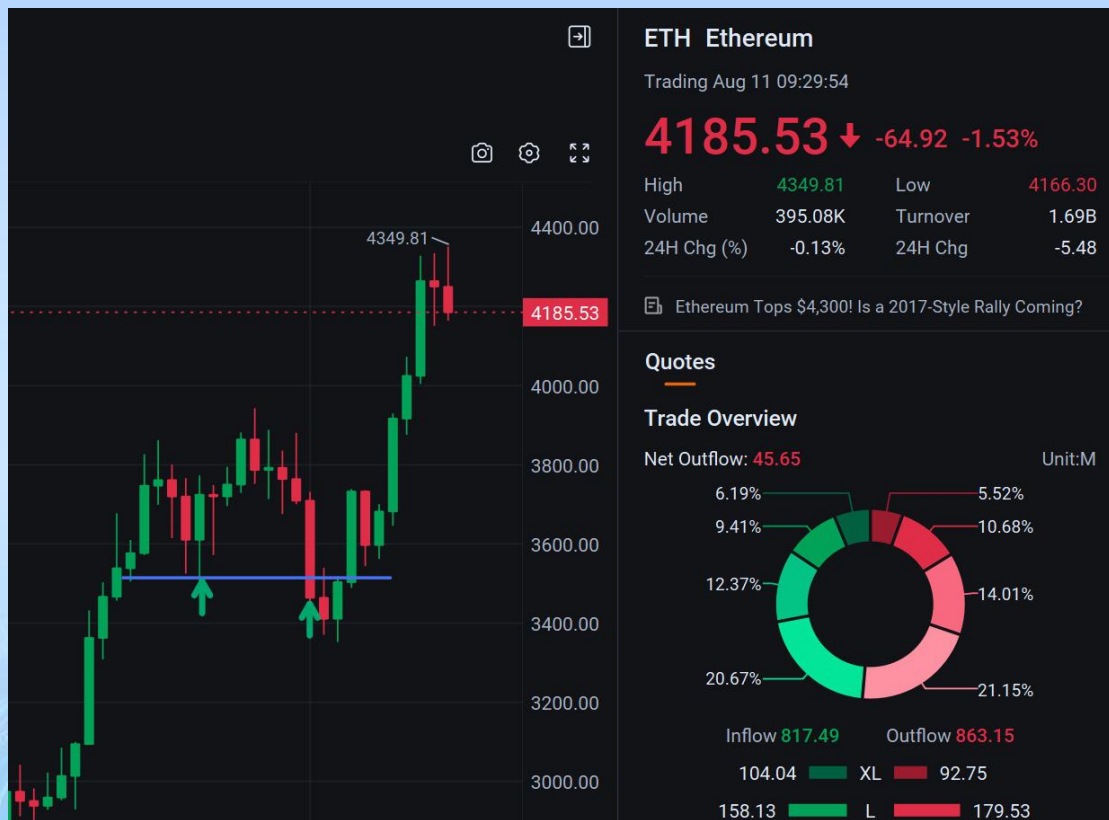 ETH Ethereum
Trading Aug 11 09:29:54
4185.53 -64.92 -1.53%
High 4349.81 Low 4166.30
Volume 395.08K Turnover 1.69B
24H Chg (%) -0.13% 24H Chg -5.48
Ethereum Tops $4,300! Is a 2017-Style Rally Coming?
4349.81
4400.00
4185.53
4000.00
3800.00
3600.00
3400.00
3200.00
3000.00
Quotes
Trade Overview
Net Outflow: 45.65 Unit:M
6.19% 5.52%
9.41% 10.68%
12.37% 14.01%
20.67% 21.15%
Inflow 817.49 Outflow 863.15
104.04 XL 92.75
158.13 L 179.53